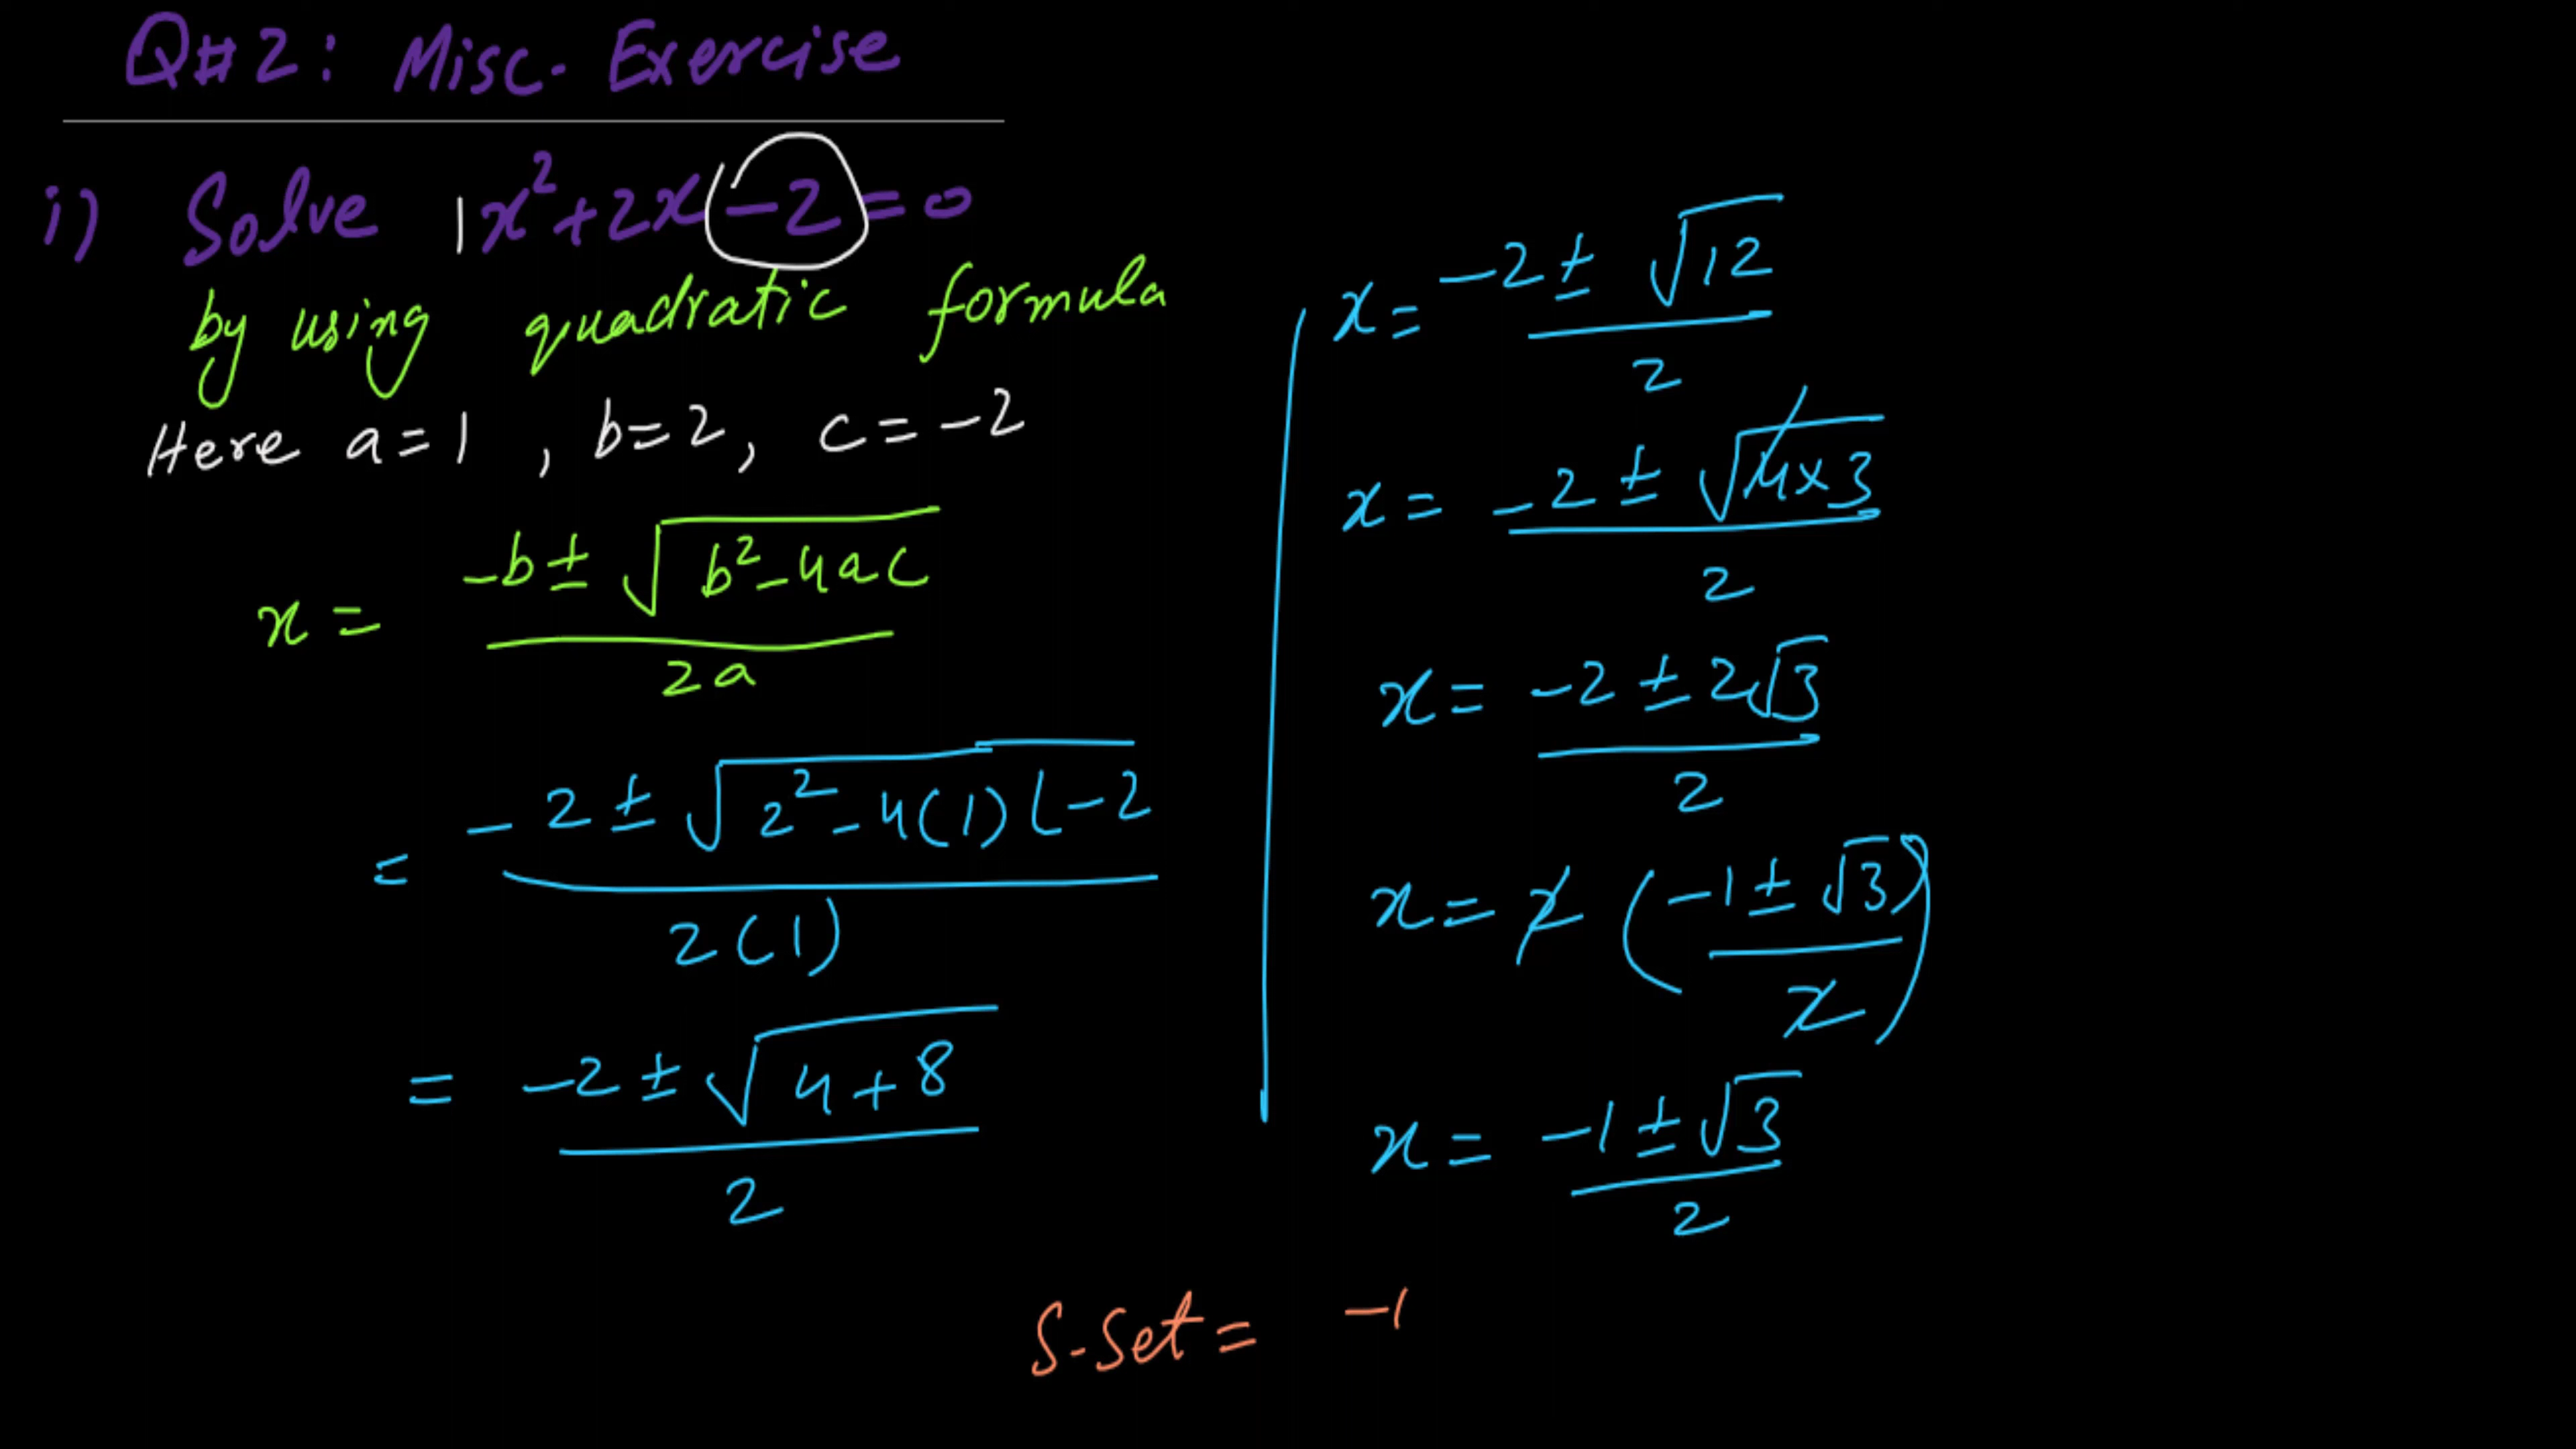 Q#2: Misc. Exercise
i) Solve 1x²+2x-2=0
by using quadratic formula
Here a=1, b=2, c=-2
x = (-b±√(b²-4ac))/2a
= (-2±√(2²-4(1)(-2))/2(1)
= (-2±√(4+8))/2
x = (-2±√12)/2
x = (-2±√(4×3))/2
x = (-2±2√3)/2
x = 2((-1±√3)/2)
x = (-1±√3)/2
S-Set = -1